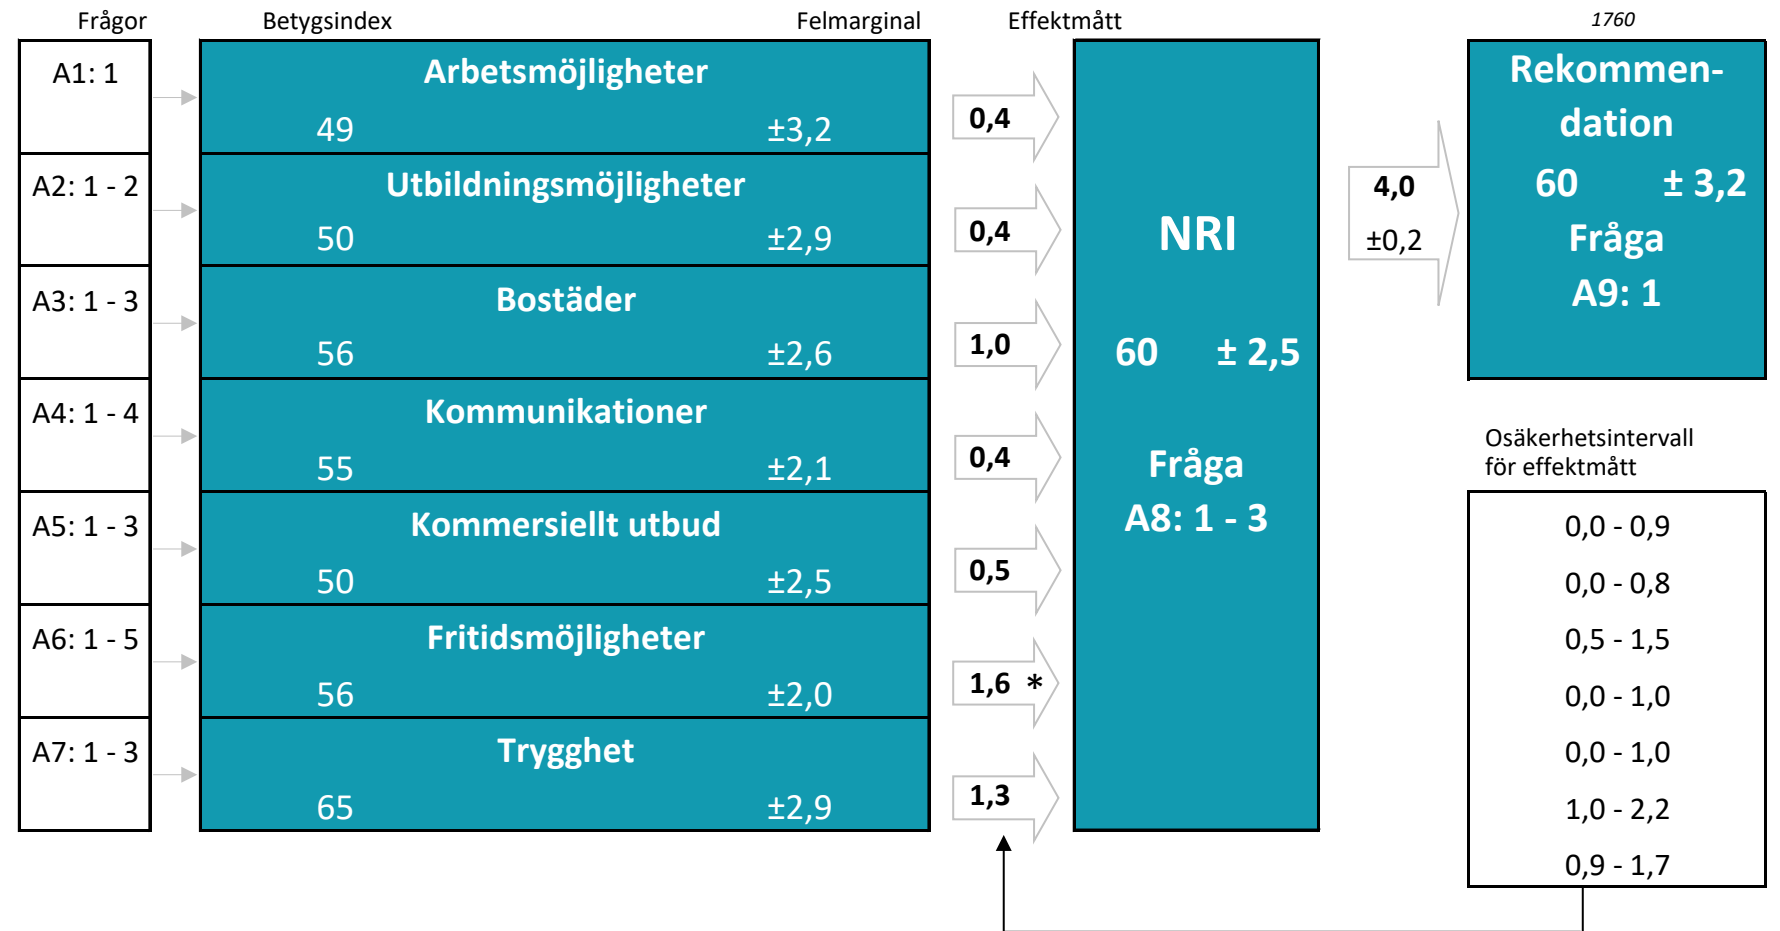 Frågor Betygsindex Felmarginal Effektmått 1760
A1: 1
Arbetsmöjligheter
49 ±3,2
0,4
A2: 1 - 2
Utbildningsmöjligheter
50 ±2,9
0,4
A3: 1 - 3
Bostäder
56 ±2,6
1,0
A4: 1 - 4
Kommunikationer
55 ±2,1
0,4
A5: 1 - 3
Kommersiellt utbud
50 ±2,5
0,5
A6: 1 - 5
Fritidsmöjligheter
56 ±2,0
1,6 *
A7: 1 - 3
Trygghet
65 ±2,9
1,3
NRI
60 ± 2,5
Fråga
A8: 1 - 3
4,0
±0,2
Rekommen-
dation
60 ± 3,2
Fråga
A9: 1
Osäkerhetsintervall
för effektmått
0,0 - 0,9
0,0 - 0,8
0,5 - 1,5
0,0 - 1,0
0,0 - 1,0
1,0 - 2,2
0,9 - 1,7